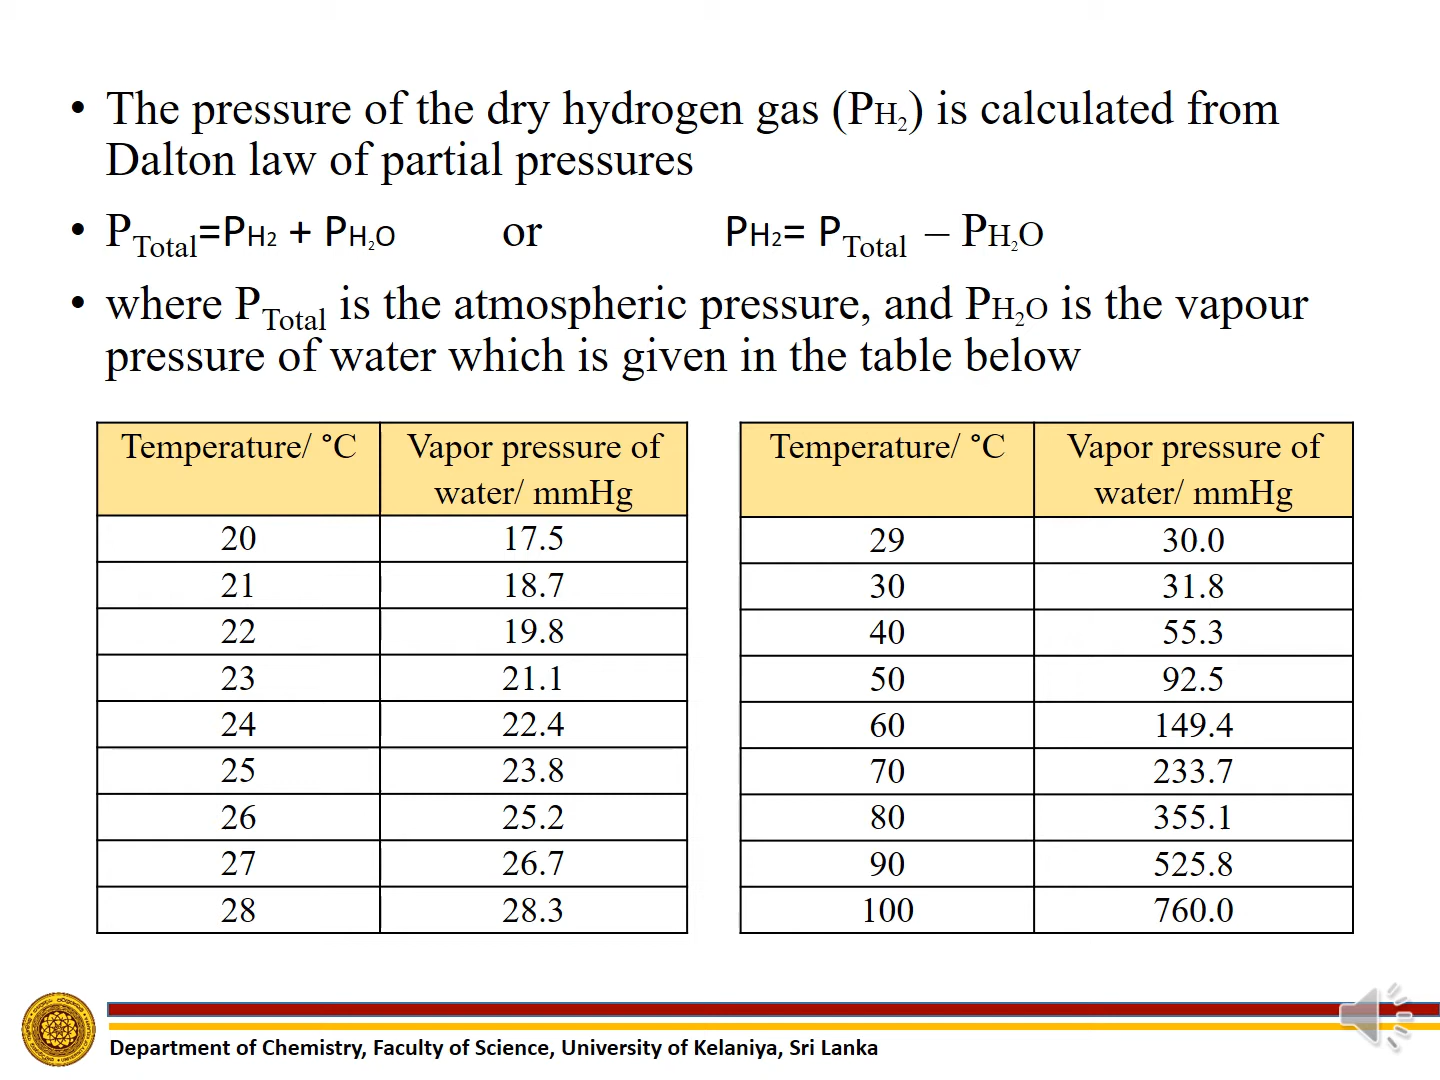 • The pressure of the dry hydrogen gas (PH₂) is calculated from
Dalton law of partial pressures
• PTotal=PH2 + PH₂O or PH2= PTotal – PH₂O
• where PTotal is the atmospheric pressure, and PH₂O is the vapour
pressure of water which is given in the table below
Temperature/ °C Vapor pressure of
water/ mmHg
20 17.5
21 18.7
22 19.8
23 21.1
24 22.4
25 23.8
26 25.2
27 26.7
28 28.3
Temperature/ °C Vapor pressure of
water/ mmHg
29 30.0
30 31.8
40 55.3
50 92.5
60 149.4
70 233.7
80 355.1
90 525.8
100 760.0
Department of Chemistry, Faculty of Science, University of Kelaniya, Sri Lanka